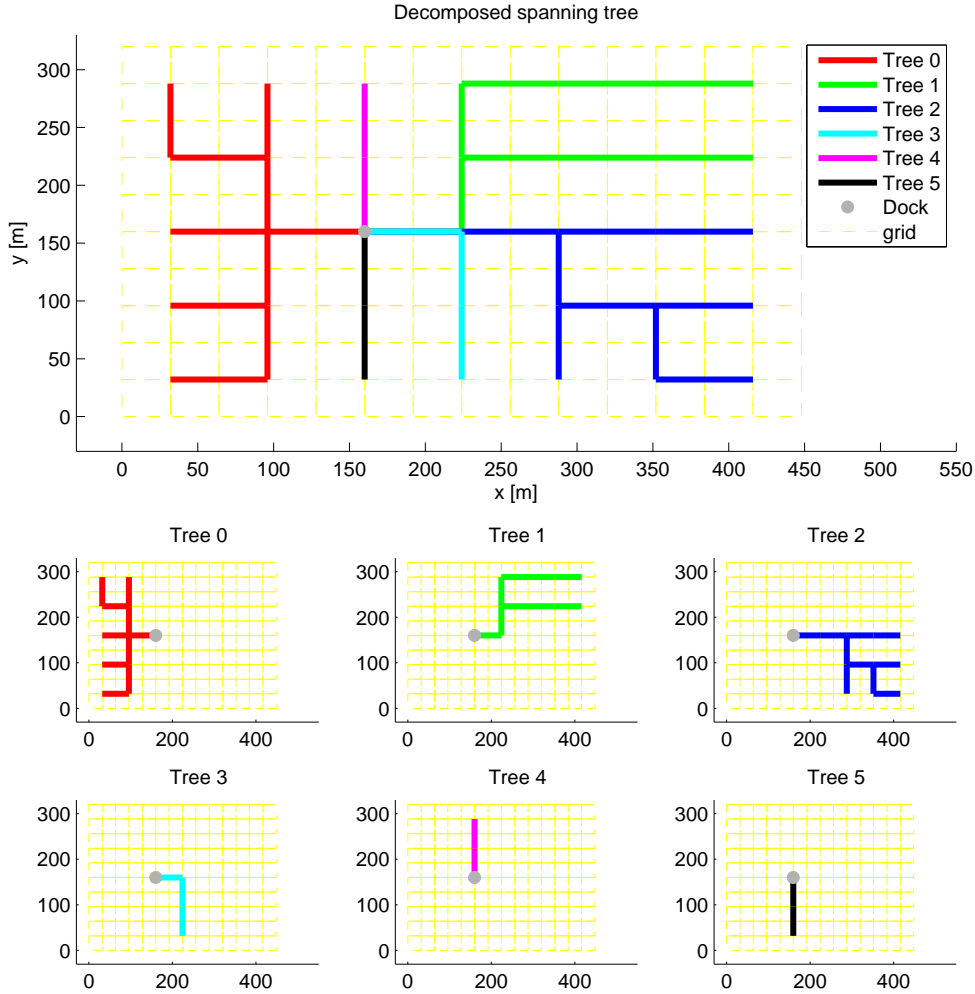 Decomposed spanning tree
300
250
200
150
100
50
0
y [m]
0 50 100 150 200 250 300 350 400 450 500 550
x [m]
Tree 0
Tree 1
Tree 2
Tree 3
Tree 4
Tree 5
Dock
grid
Tree 0
300
200
100
0
0 200 400
Tree 1
300
200
100
0
0 200 400
Tree 2
300
200
100
0
0 200 400
Tree 3
300
200
100
0
0 200 400
Tree 4
300
200
100
0
0 200 400
Tree 5
300
200
100
0
0 200 400